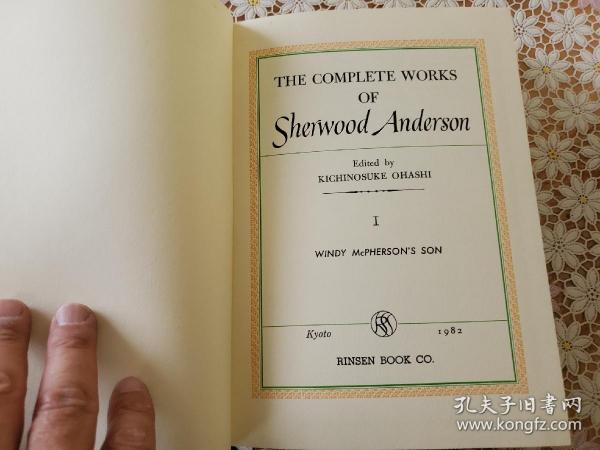 THE COMPLETE WORKS
OF
Sherwood Anderson
Edited by
KICHINOSUKE OHASHI
I
WINDY McPHERSON'S SON
Kyoto 1982
RINSEN BOOK CO.
孔夫子旧書网
www.kongfz.com